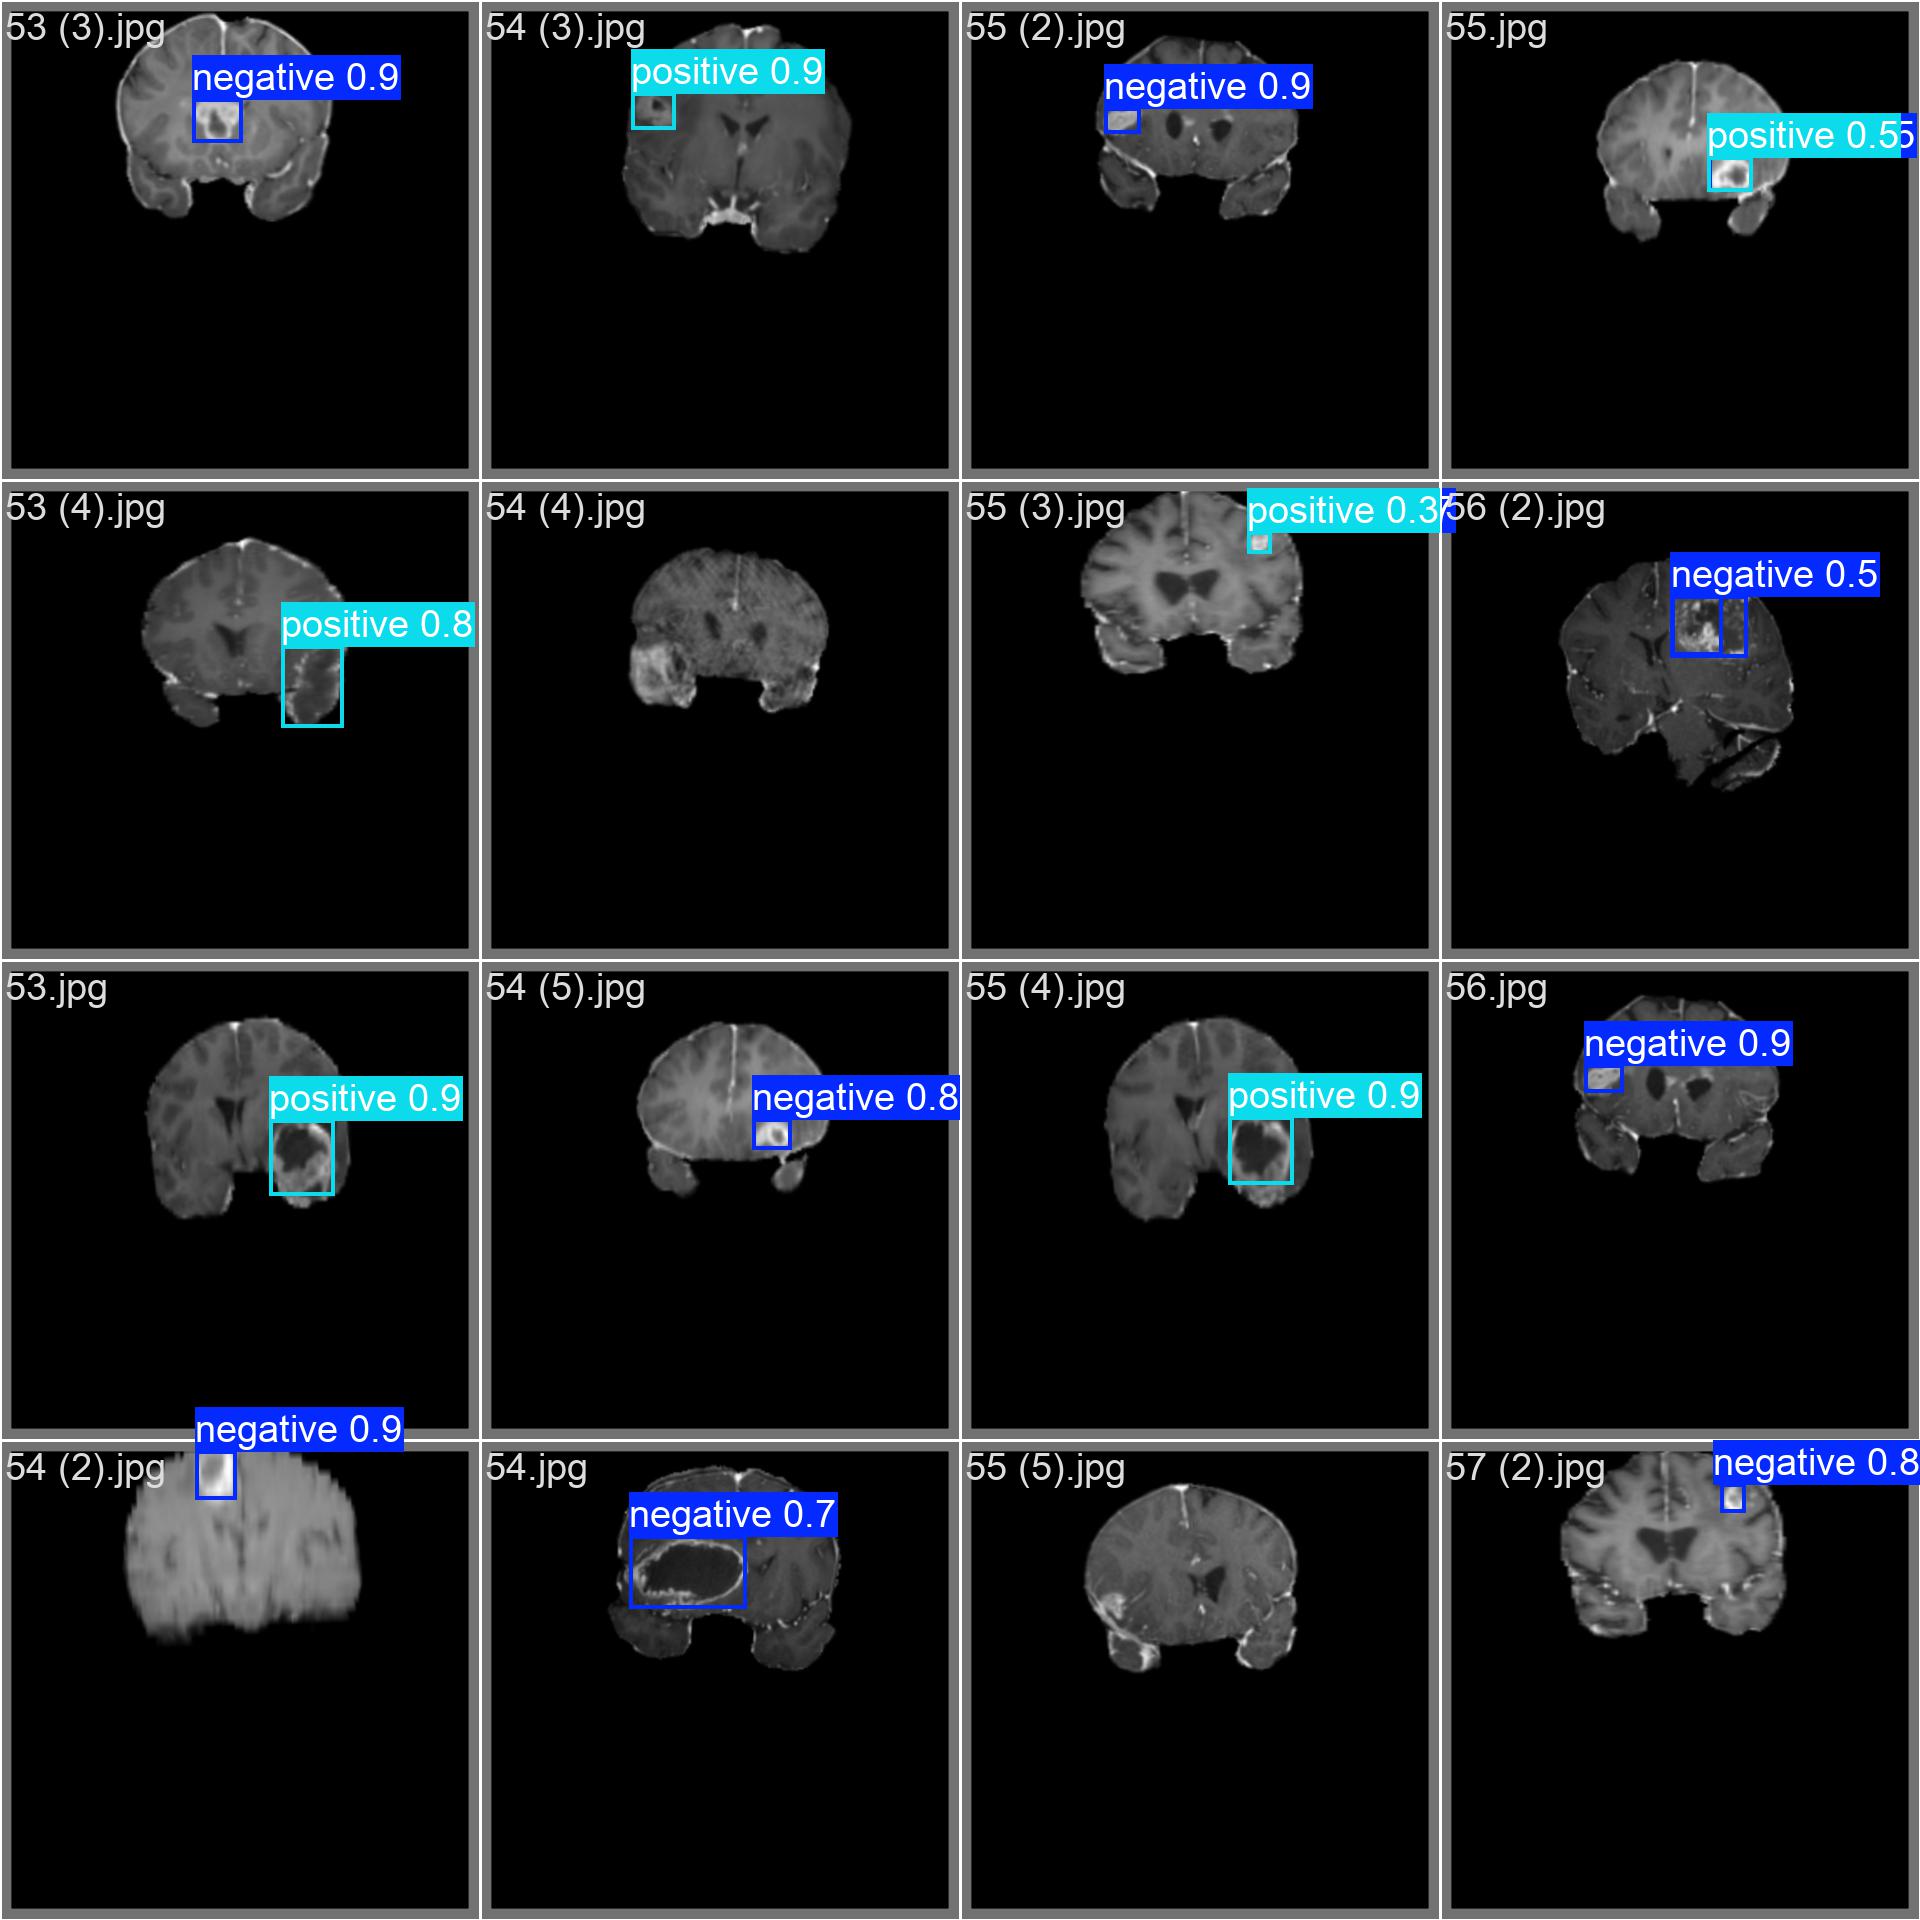 53 (3).jpg
negative 0.9
54 (3).jpg
positive 0.9
55 (2).jpg
negative 0.9
55.jpg
positive 0.55
53 (4).jpg
positive 0.8
54 (4).jpg
55 (3).jpg
positive 0.37
56 (2).jpg
negative 0.5
53.jpg
positive 0.9
54 (5).jpg
negative 0.8
55 (4).jpg
positive 0.9
56.jpg
negative 0.9
54 (2).jpg
negative 0.9
54.jpg
negative 0.7
55 (5).jpg
57 (2).jpg
negative 0.8